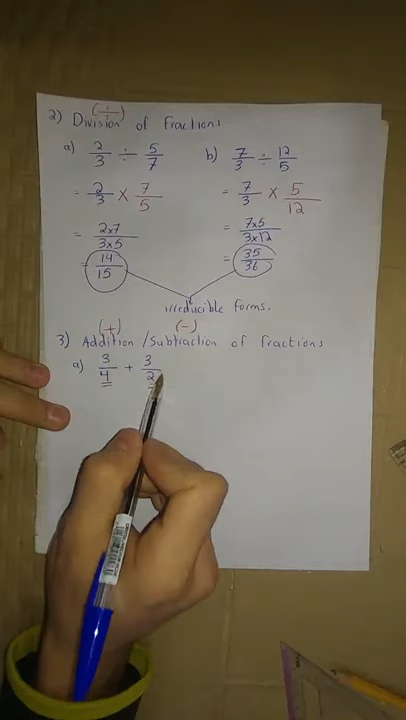 (÷)
2) Division of Fractions
a) 2/3 ÷ 5/7
= 2/3 × 7/5
= 2×7/3×5
= 14/15
b) 7/3 ÷ 12/5
= 7/3 × 5/12
= 7×5/3×12
= 35/36
irreducible forms.
(+) (-)
3) Addition /Subtraction of fractions
a) 3/4 + 3/2